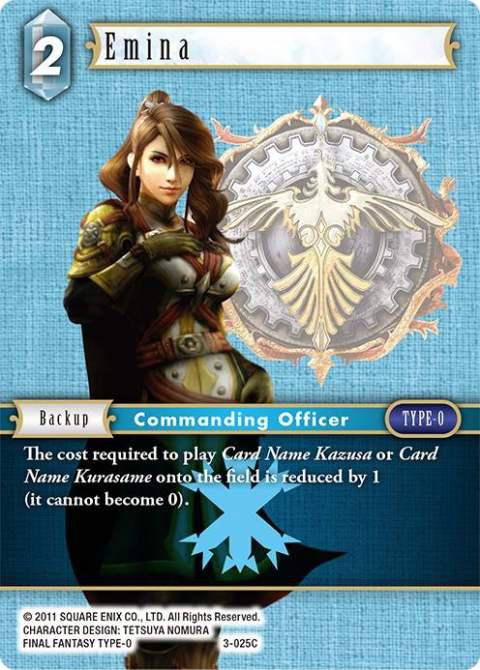 2
Emina
Backup
Commanding Officer
TYPE-0
The cost required to play Card Name Kazusa or Card
Name Kurasame onto the field is reduced by 1
(it cannot become 0).
© 2011 SQUARE ENIX CO., LTD. All Rights Reserved.
CHARACTER DESIGN: TETSUYA NOMURA
FINAL FANTASY TYPE-0
3-025C